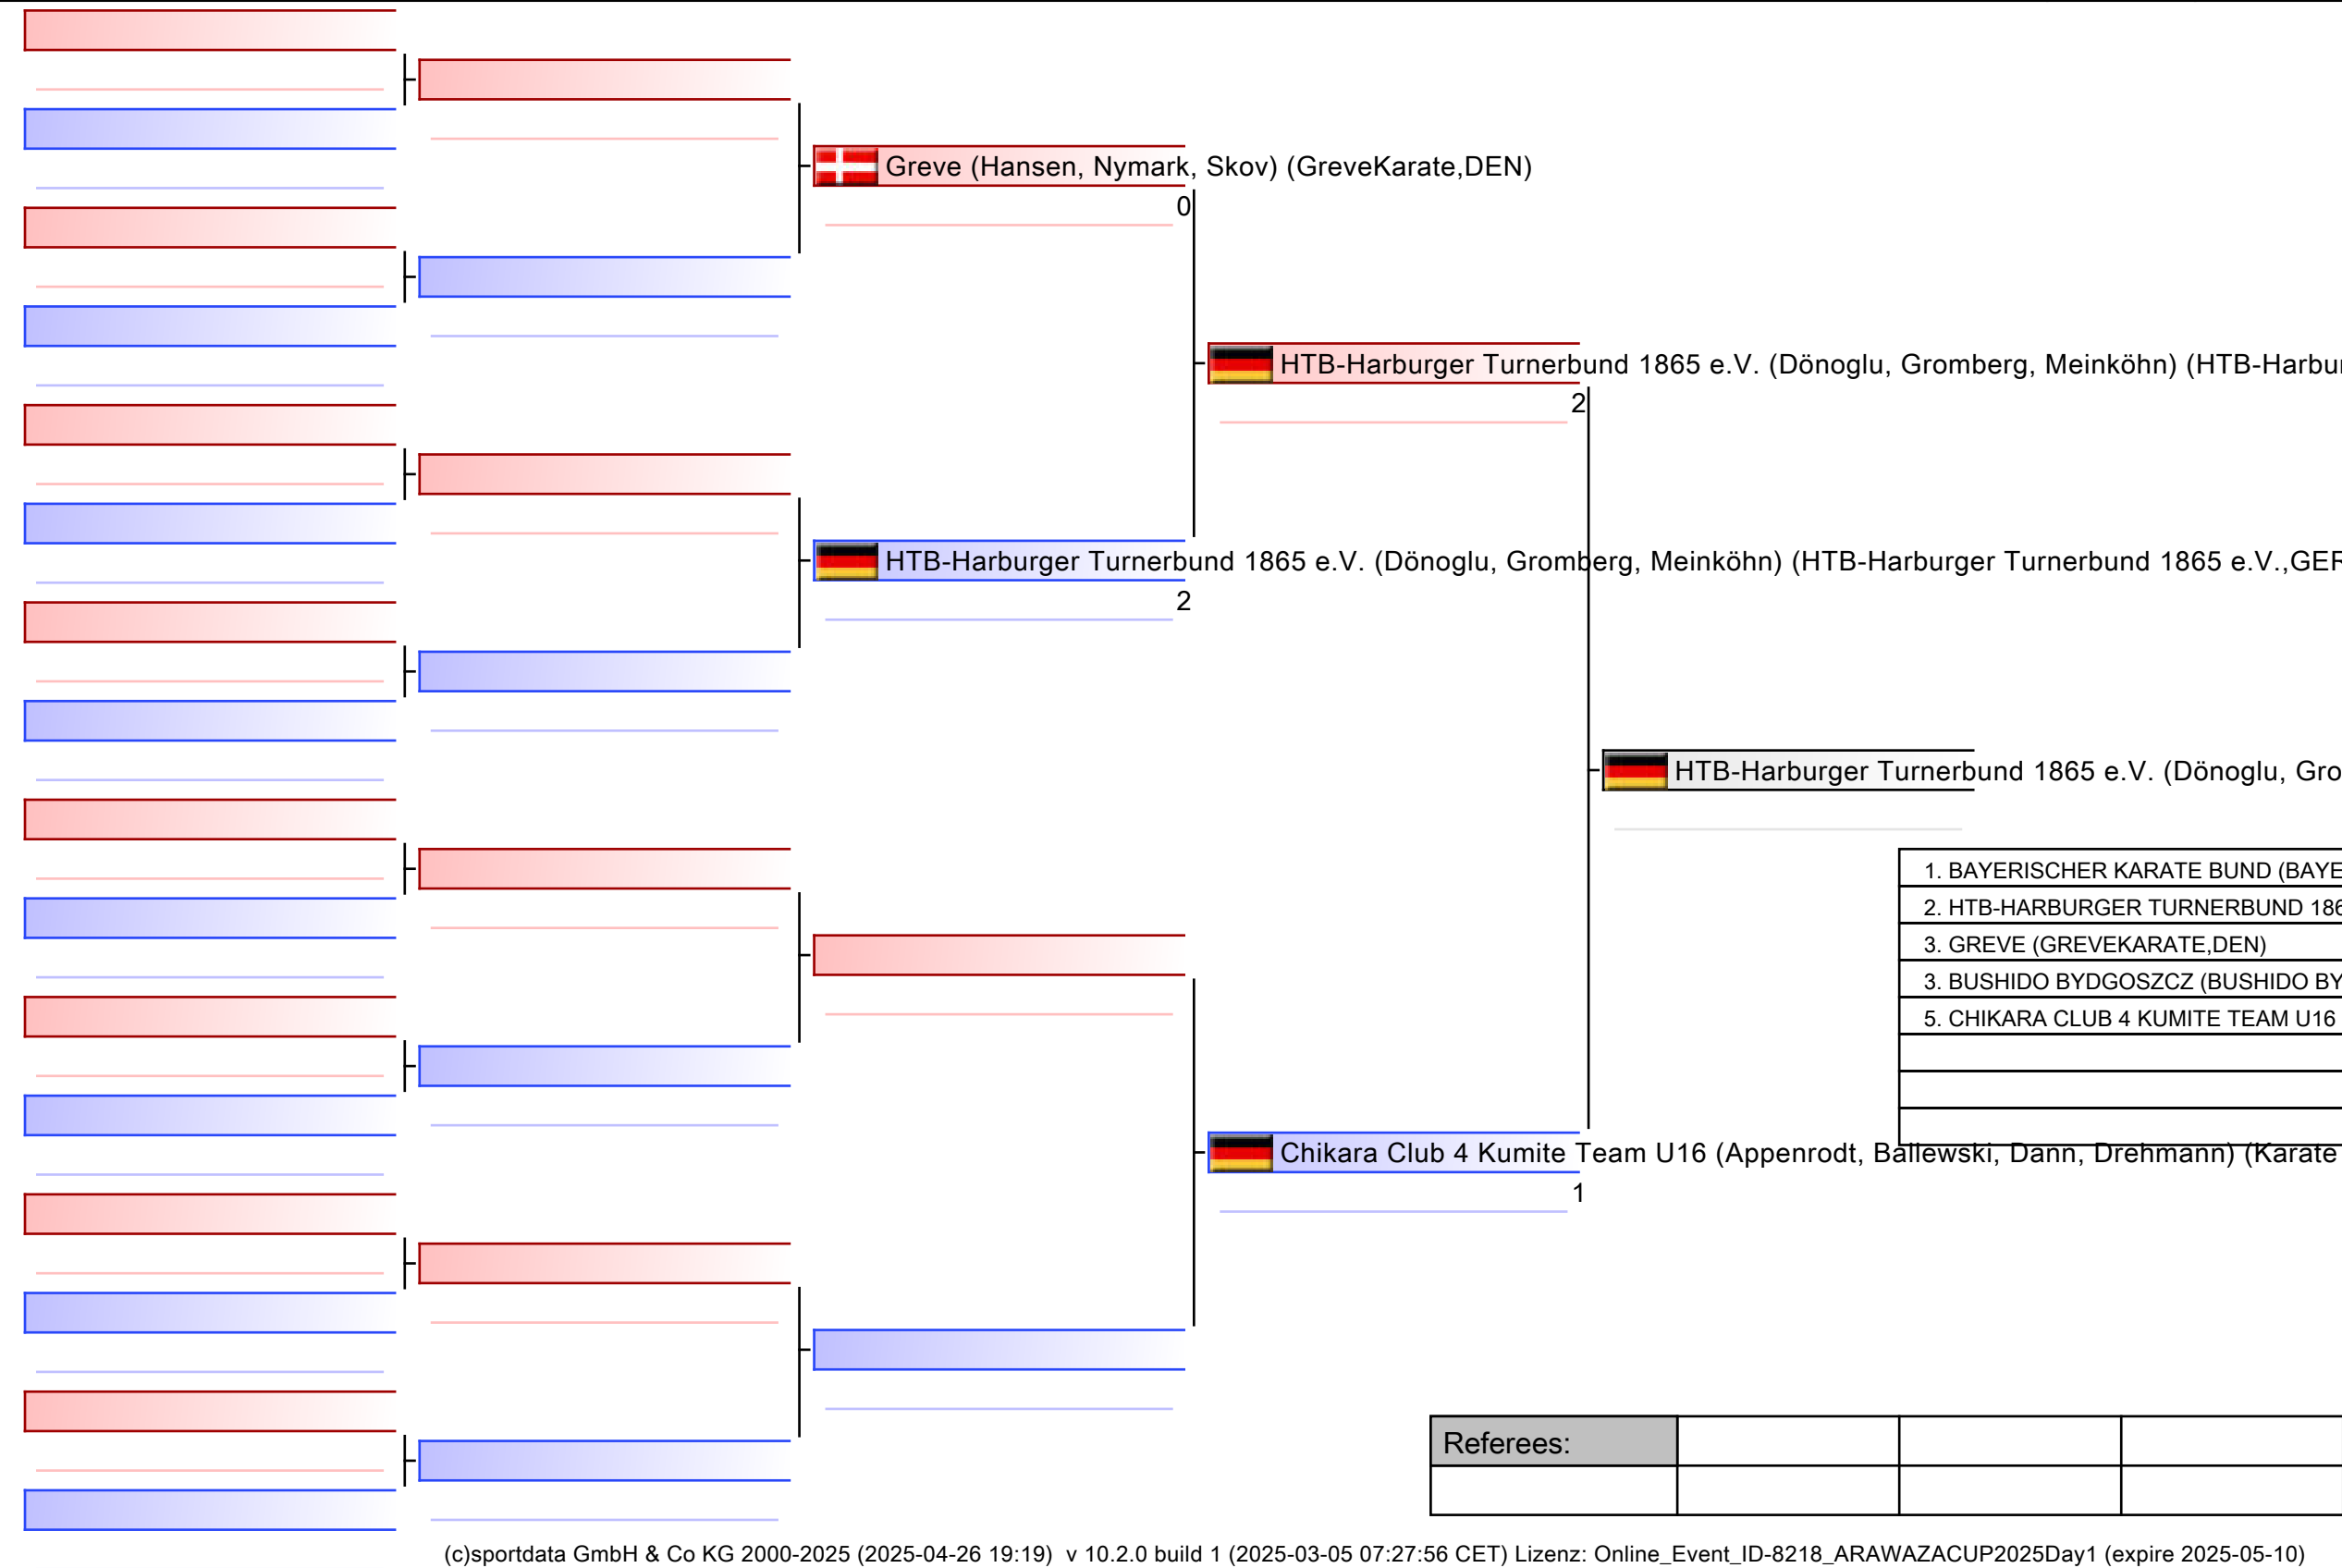 Greve (Hansen, Nymark, Skov) (GreveKarate,DEN)
0
HTB-Harburger Turnerbund 1865 e.V. (Dönoglu, Gromberg, Meinköhn) (HTB-Harbur
2
HTB-Harburger Turnerbund 1865 e.V. (Dönoglu, Gromberg, Meinköhn) (HTB-Harburger Turnerbund 1865 e.V.,GER
2
HTB-Harburger Turnerbund 1865 e.V. (Dönoglu, Gro
1. BAYERISCHER KARATE BUND (BAYE
2. HTB-HARBURGER TURNERBUND 186
3. GREVE (GREVEKARATE,DEN)
3. BUSHIDO BYDGOSZCZ (BUSHIDO BY
5. CHIKARA CLUB 4 KUMITE TEAM U16
Chikara Club 4 Kumite Team U16 (Appenrodt, Ballewski, Dann, Drehmann) (Karate
1
Referees:
(c)sportdata GmbH & Co KG 2000-2025 (2025-04-26 19:19) v 10.2.0 build 1 (2025-03-05 07:27:56 CET) Lizenz: Online_Event_ID-8218_ARAWAZACUP2025Day1 (expire 2025-05-10)